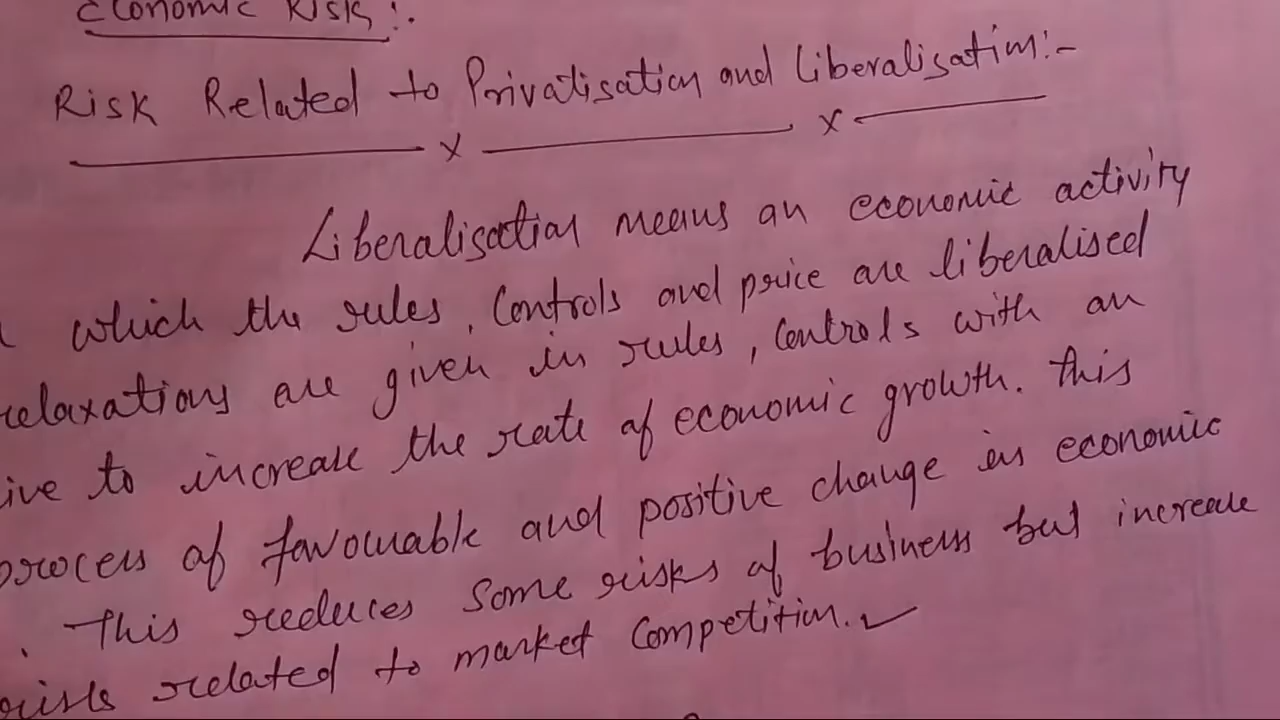 Economic Risk:.
Risk Related to Privatisation and Liberalisation:-
x x
Liberalisation means an economic activity
which the rules, Controls and price are liberalised
relaxations are given in rules, Controls with an
ive to increase the rate of economic growth. This
process of favourable and positive change in economic
. This reduces some risks of business but increase
risks related to market Competition.